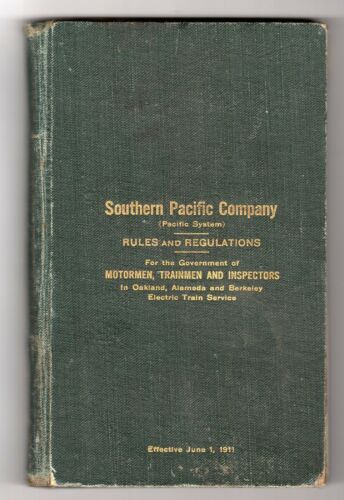 Southern Pacific Company
(Pacific System)
RULES AND REGULATIONS
For the Government of
MOTORMEN, TRAINMEN AND INSPECTORS
In Oakland, Alameda and Berkeley
Electric Train Service
Effective June 1, 1911